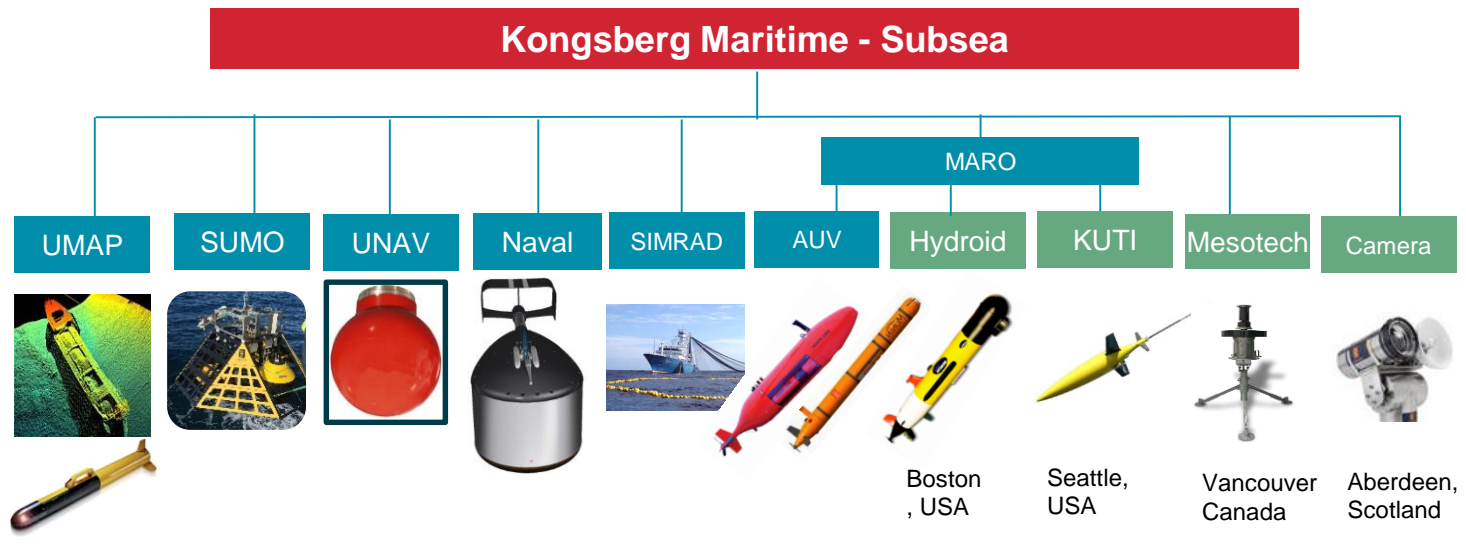 Kongsberg Maritime - Subsea
MARO
UMAP
SUMO
UNAV
Naval
SIMRAD
AUV
Hydroid
KUTI
Mesotech
Camera
Boston
, USA
Seattle,
USA
Vancouver
Canada
Aberdeen,
Scotland